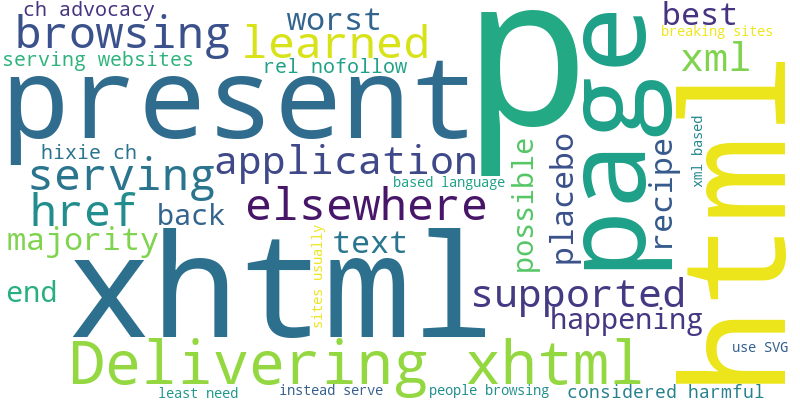 ch advocacy
browsing
serving websites
worst
learned
rel nofollow
p
page
best
breaking sites
xml
present
hixie ch
serving
application
based language
xml based
html
href
back
elsewhere
possible
placebo
recipe
majority
text
sites usually
end
xhtml
supported
happening
Delivering xhtml
use SVG
least need
instead serve
people browsing
considered harmful